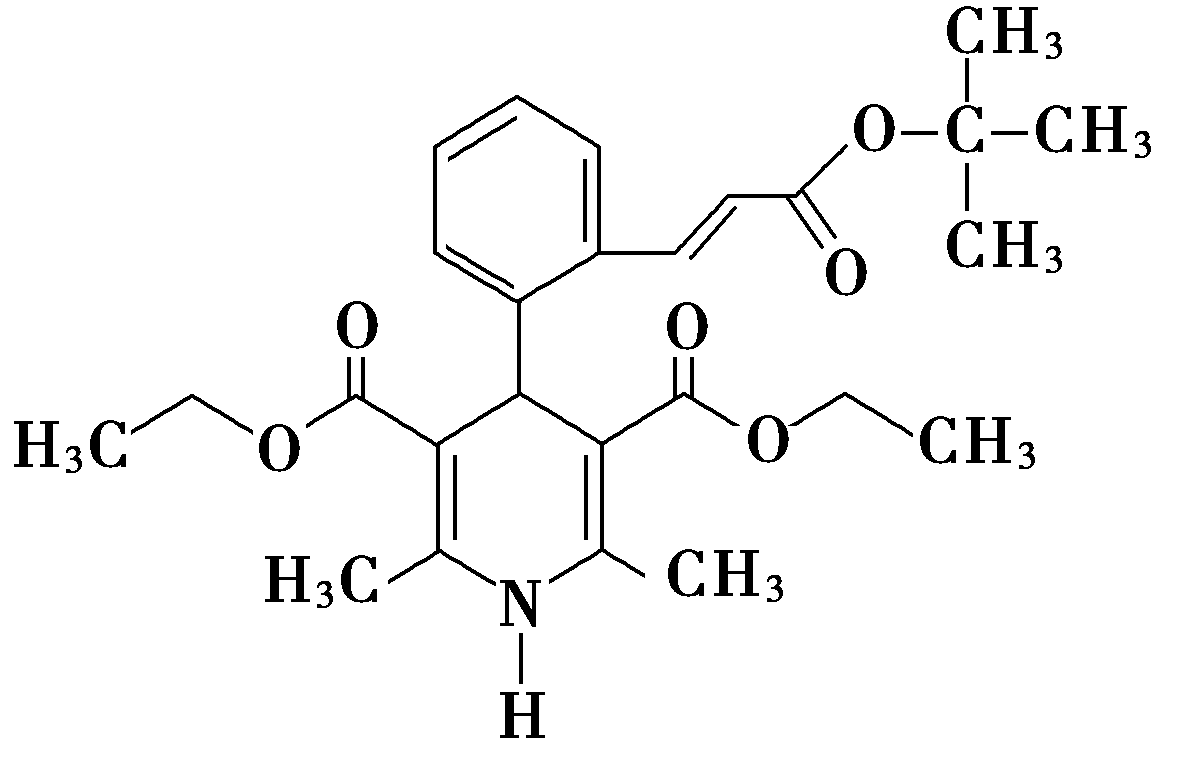 CH₃
O C CH₃
CH₃
O
O O
H₃C O O CH₃
H₃C CH₃
N
H